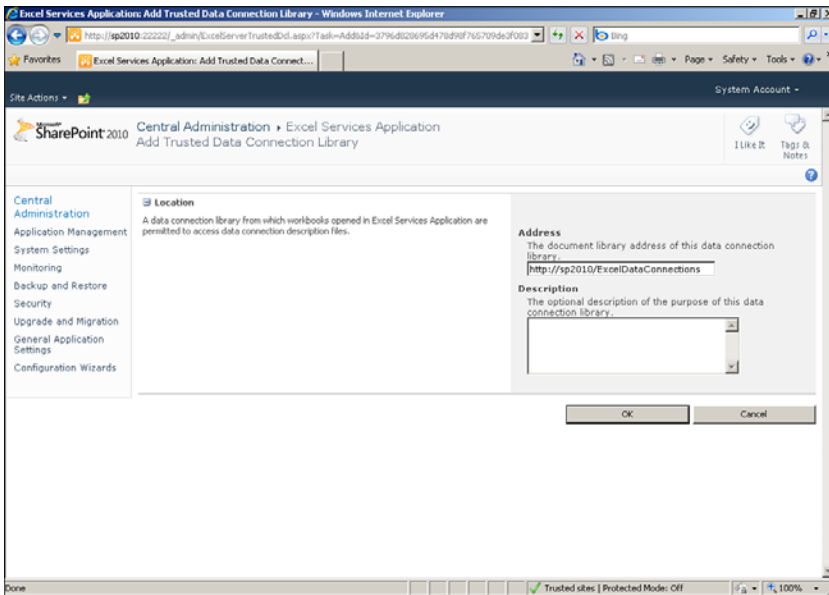 Excel Services Application: Add Trusted Data Connection Library - Windows Internet Explorer
http://sp2010:22222/_admin/ExcelServerTrustedDcl.aspx?Task=Add&Id=
Bing
Favorites
Excel Services Application: Add Trusted Data Connect...
Page
Safety
Tools
Site Actions
System Account
Microsoft
SharePoint 2010
Central Administration
Excel Services Application
Add Trusted Data Connection Library
I Like It
Tags &
Notes
Central
Administration
Application Management
System Settings
Monitoring
Backup and Restore
Security
Upgrade and Migration
General Application
Settings
Configuration Wizards
Location
A data connection library from which workbooks opened in Excel Services Application are
permitted to access data connection description files.
Address
The document library address of this data connection
library.
http://sp2010/ExcelDataConnections
Description
The optional description of the purpose of this data
connection library.
OK
Cancel
Done
Trusted sites | Protected Mode: Off
100%